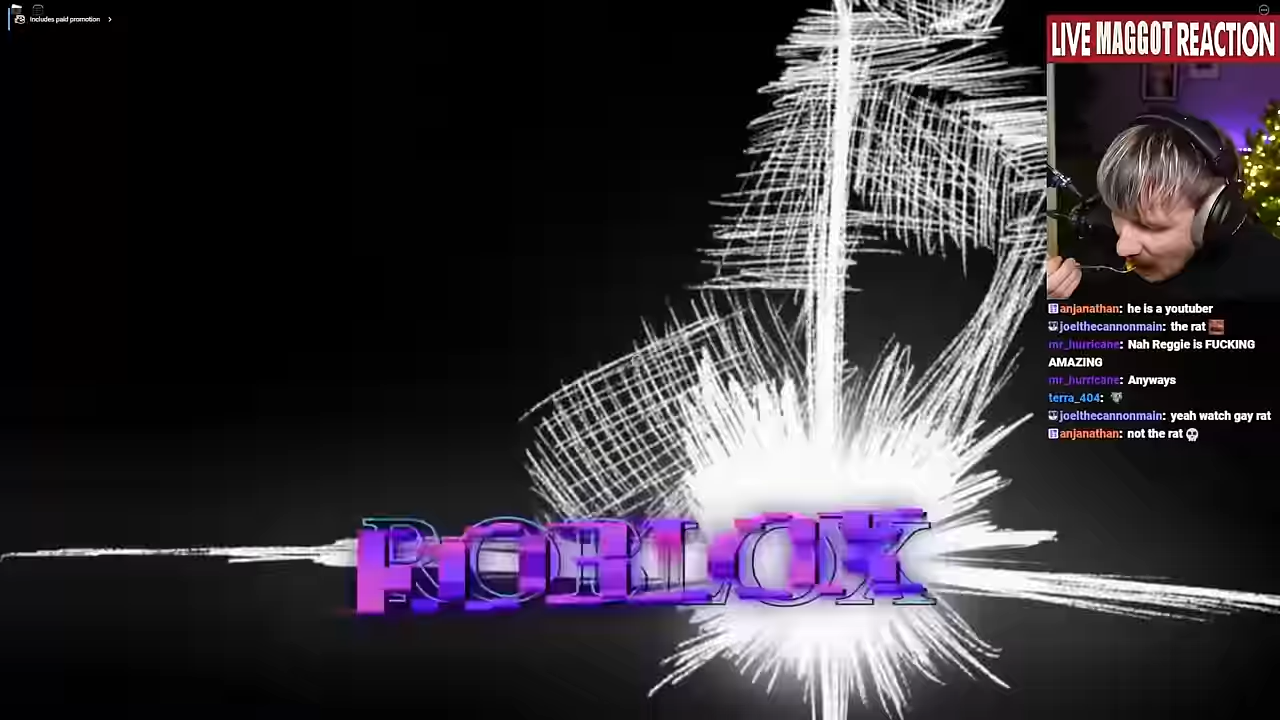 Includes paid promotion
LIVE MAGGOT REACTION
anjanathan: he is a youtuber
joelthecannonmain: the rat
mr_hurricane: Nah Reggie is FUCKING
AMAZING
mr_hurricane: Anyways
terra_404:
joelthecannonmain: yeah watch gay rat
anjanathan: not the rat
ROBLOX